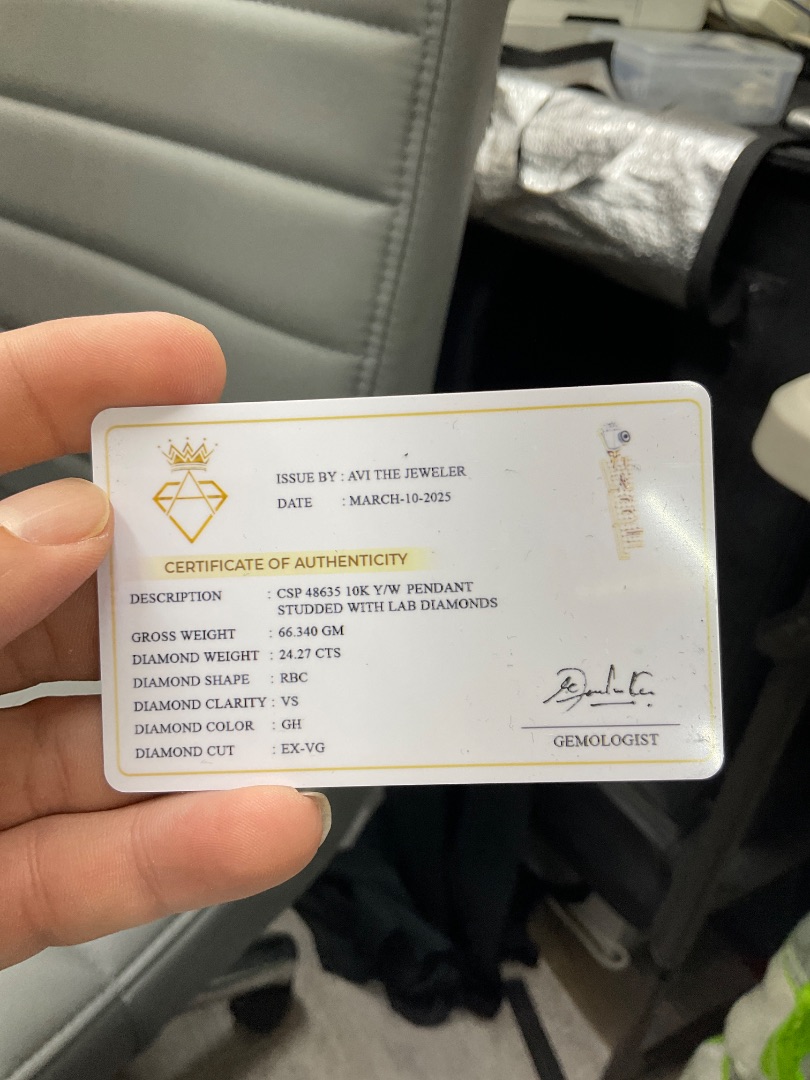 ISSUE BY : AVI THE JEWELER
DATE : MARCH-10-2025
CERTIFICATE OF AUTHENTICITY
DESCRIPTION : CSP 48635 10K Y/W PENDANT
STUDDED WITH LAB DIAMONDS
GROSS WEIGHT : 66.340 GM
DIAMOND WEIGHT : 24.27 CTS
DIAMOND SHAPE : RBC
DIAMOND CLARITY : VS
DIAMOND COLOR : GH
DIAMOND CUT : EX-VG
GEMOLOGIST